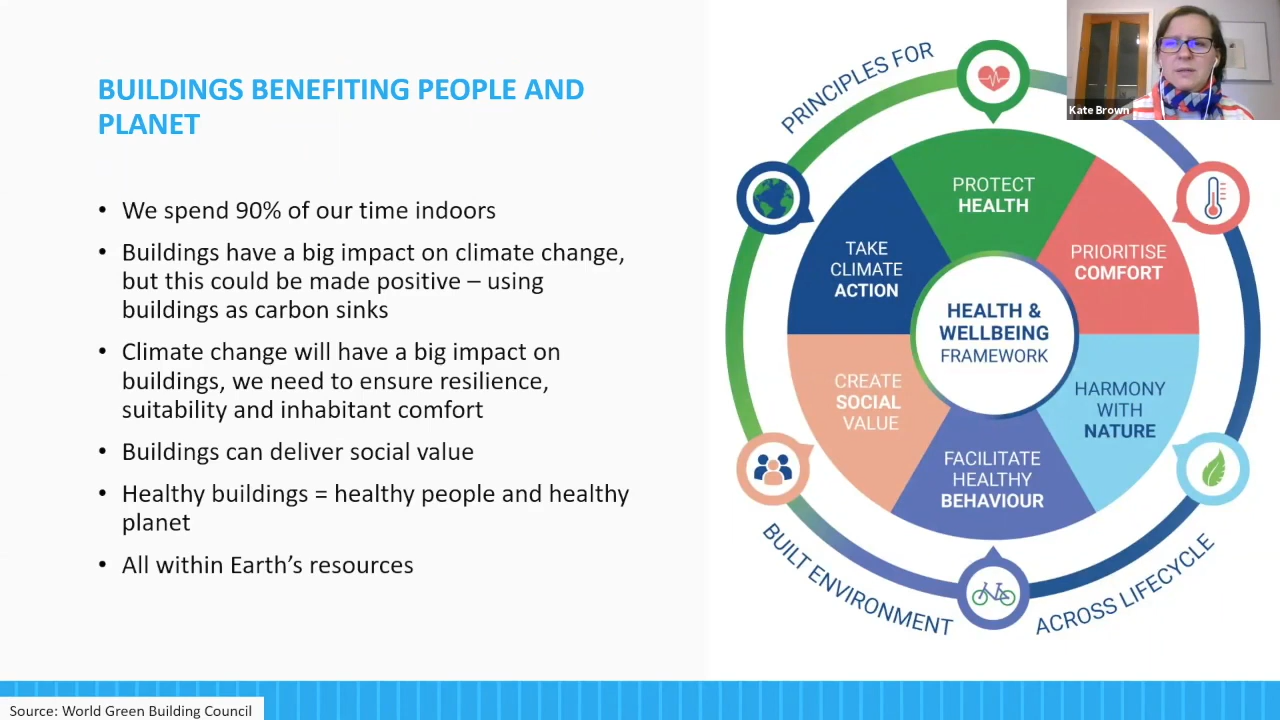 BUILDINGS BENEFITING PEOPLE AND
PLANET
• We spend 90% of our time indoors
• Buildings have a big impact on climate change,
but this could be made positive – using
buildings as carbon sinks
• Climate change will have a big impact on
buildings, we need to ensure resilience,
suitability and inhabitant comfort
• Buildings can deliver social value
• Healthy buildings = healthy people and healthy
planet
• All within Earth’s resources
Source: World Green Building Council
PRINCIPLES FOR
PROTECT
HEALTH
PRIORITISE
COMFORT
HARMONY
WITH
NATURE
FACILITATE
HEALTHY
BEHAVIOUR
CREATE
SOCIAL
VALUE
TAKE
CLIMATE
ACTION
HEALTH &
WELLBEING
FRAMEWORK
BUILT ENVIRONMENT
ACROSS LIFECYCLE
Kate Brown